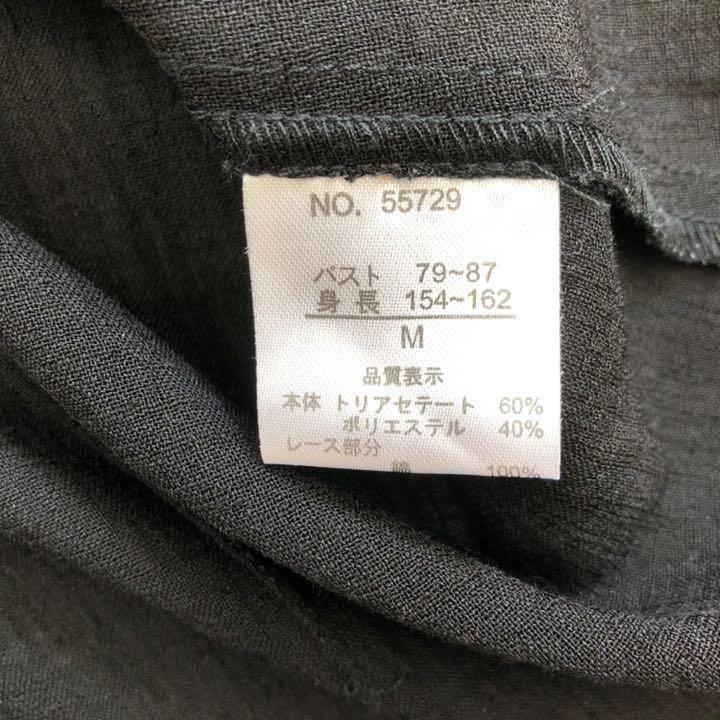 NO. 55729
バスト 79~87
身長 154~162
M
品質表示
本体 トリアセテート 60%
ポリエステル 40%
レース部分
綿 100%